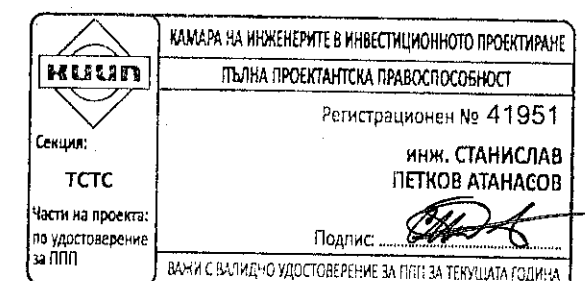 КАМАРА НА ИНЖЕНЕРИТЕ В ИНВЕСТИЦИОННОТО ПРОЕКТИРАНЕ
КИИП
ПЪЛНА ПРОЕКТАНТСКА ПРАВОСПОСОБНОСТ
Регистрационен № 41951
Секция:
ТСТС
инж. СТАНИСЛАВ
ПЕТКОВ АТАНАСОВ
Части на проекта:
по удостоверение
за ППП
Подпис:
ВАЖИ С ВАЛИДНО УДОСТОВЕРЕНИЕ ЗА ППП ЗА ТЕКУЩАТА ГОДИНА